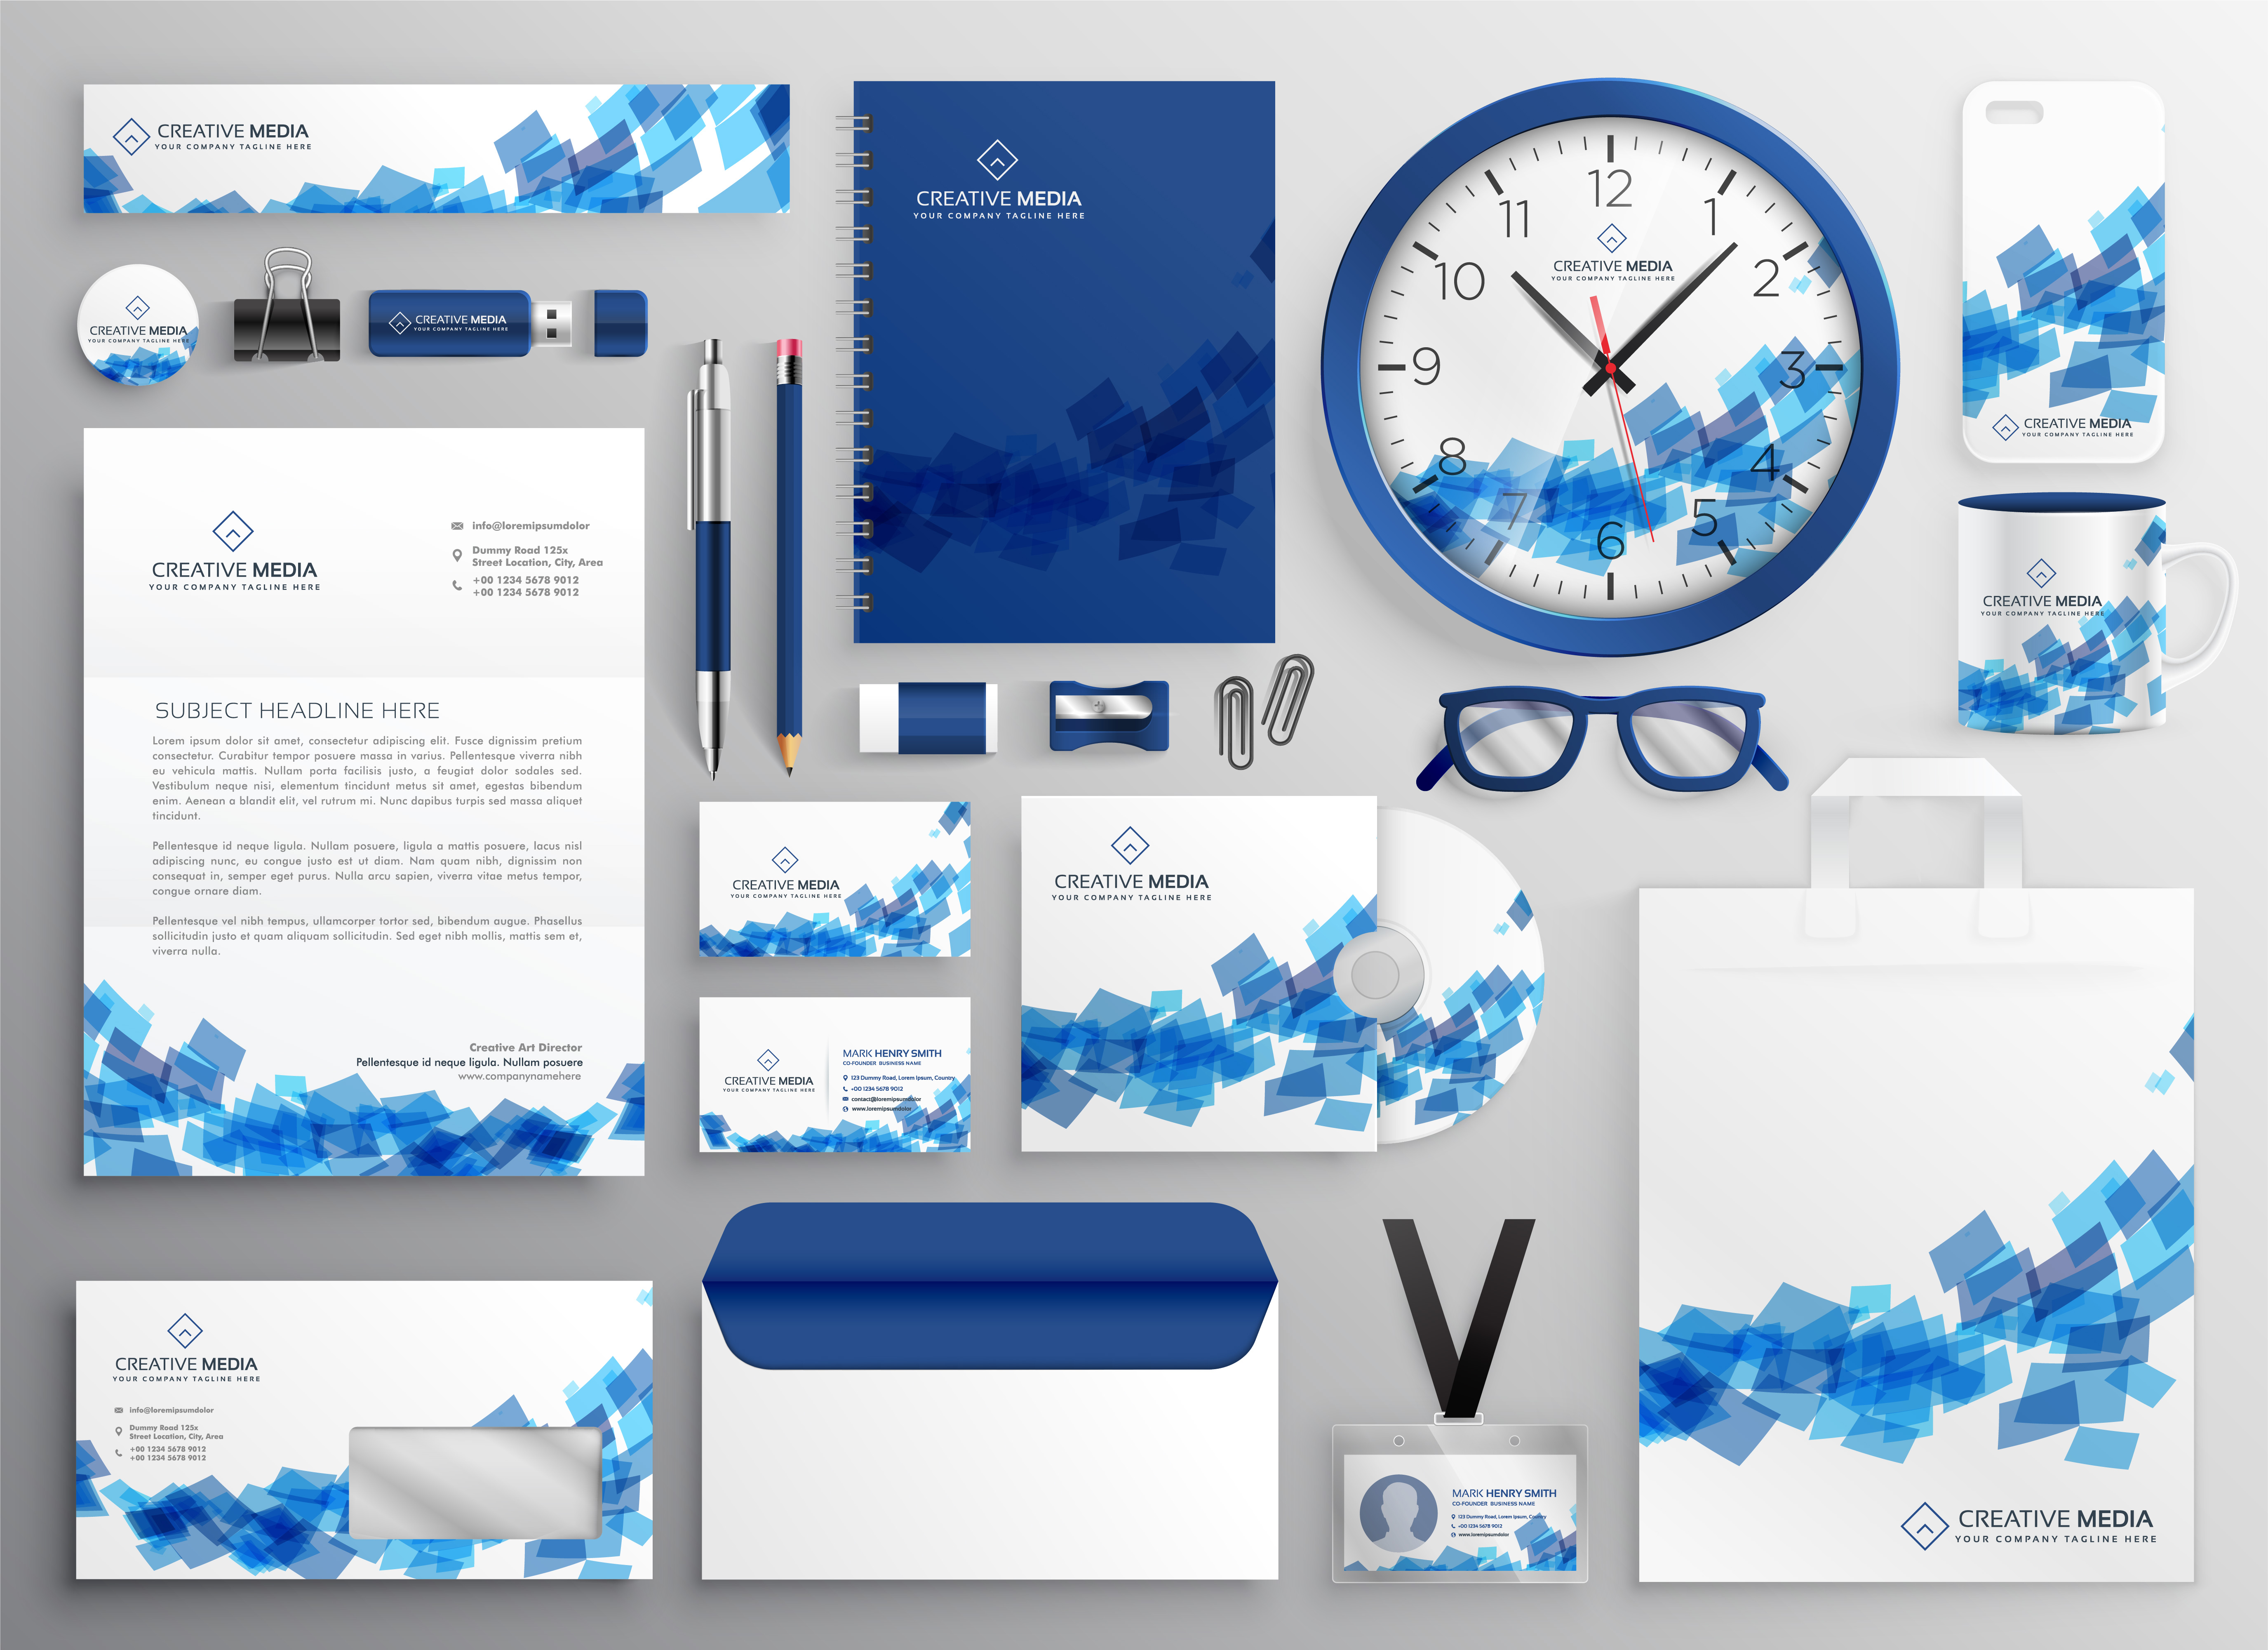 CREATIVE MEDIA
YOUR COMPANY TAGLINE HERE
CREATIVE MEDIA
YOUR COMPANY TAGLINE HERE
CREATIVE MEDIA
YOUR COMPANY TAGLINE HERE
CREATIVE MEDIA
YOUR COMPANY TAGLINE HERE
info@loremipsumdolor
Dummy Road 125x
Street Location, City, Area
+00 1234 5678 9012
+00 1234 5678 9012
SUBJECT HEADLINE HERE
Lorem ipsum dolor sit amet, consectetur adipiscing elit. Fusce dignissim pretium
consectetur. Curabitur tempor posuere massa in varius. Pellentesque viverra nibh
eu vehicula mattis. Nullam porta facilisis justo, a feugiat dolor sodales sed.
Vestibulum neque nisi, elementum tincidunt metus sit amet, egestas bibendum
enim. Aenean a blandit elit, vel rutrum mi. Nunc dapibus turpis sed massa aliquet
tincidunt.
Pellentesque id neque ligula. Nullam posuere, ligula a mattis posuere, lacus nisl
adipiscing nunc, eu congue justo est ut diam. Nam quam nibh, dignissim non
consequat in, semper eget purus. Nulla arcu sapien, viverra vitae metus tempor,
congue ornare diam.
Pellentesque vel nibh tempus, ullamcorper tortor sed, bibendum augue. Phasellus
sollicitudin justo et quam aliquam sollicitudin. Sed eget nibh mollis, mattis sem et,
viverra nulla.
Creative Art Director
Pellentesque id neque ligula. Nullam posuere
www.companynamehere
CREATIVE MEDIA
YOUR COMPANY TAGLINE HERE
info@loremipsumdolor
Dummy Road 125x
Street Location, City, Area
+00 1234 5678 9012
+00 1234 5678 9012
CREATIVE MEDIA
YOUR COMPANY TAGLINE HERE
12
1
2
3
4
5
6
7
8
9
10
11
CREATIVE MEDIA
YOUR COMPANY TAGLINE HERE
CREATIVE MEDIA
YOUR COMPANY TAGLINE HERE
CREATIVE MEDIA
YOUR COMPANY TAGLINE HERE
CREATIVE MEDIA
YOUR COMPANY TAGLINE HERE
CREATIVE MEDIA
YOUR COMPANY TAGLINE HERE
MARK HENRY SMITH
CO-FOUNDER BUSINESS NAME
123 Dummy Road, Lorem Ipsum, Country
+00 1234 5678 9012
contact@loremipsumdolor
www.loremipsumdolor
CREATIVE MEDIA
YOUR COMPANY TAGLINE HERE
MARK HENRY SMITH
CO-FOUNDER BUSINESS NAME
123 Dummy Road, Lorem Ipsum, Country
+00 1234 5678 9012
www.loremipsumdolor
CREATIVE MEDIA
YOUR COMPANY TAGLINE HERE